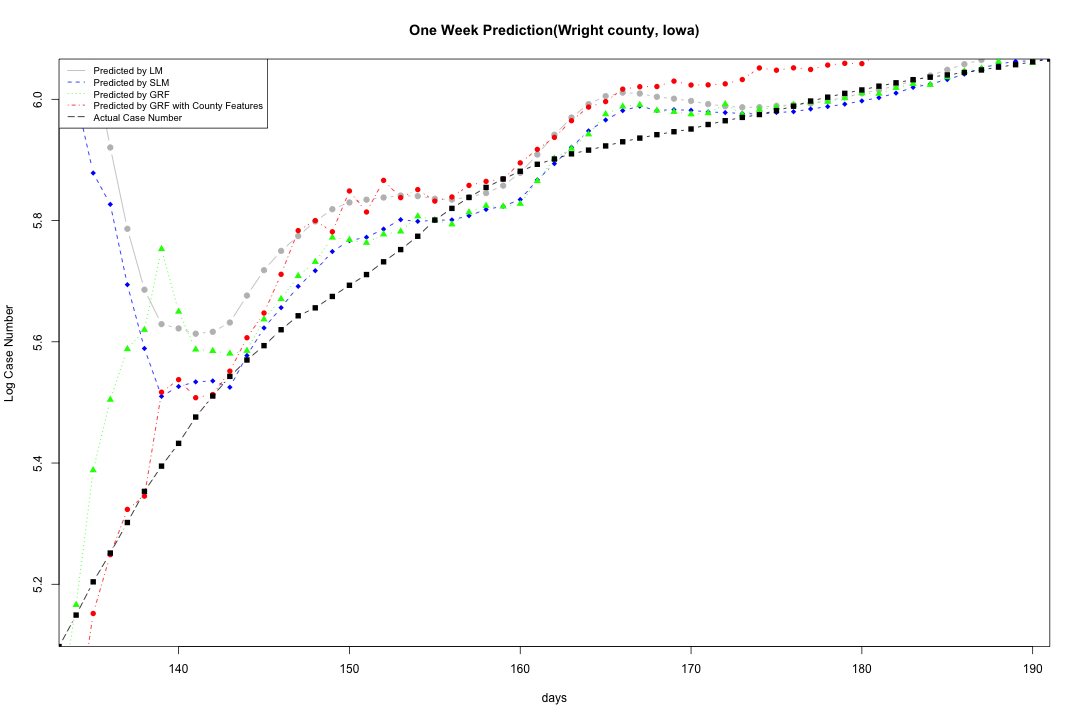 One Week Prediction(Wright county, Iowa)
Predicted by LM
Predicted by SLM
Predicted by GRF
Predicted by GRF with County Features
Actual Case Number
6.0
5.8
5.6
5.4
5.2
Log Case Number
140 150 160 170 180 190
days